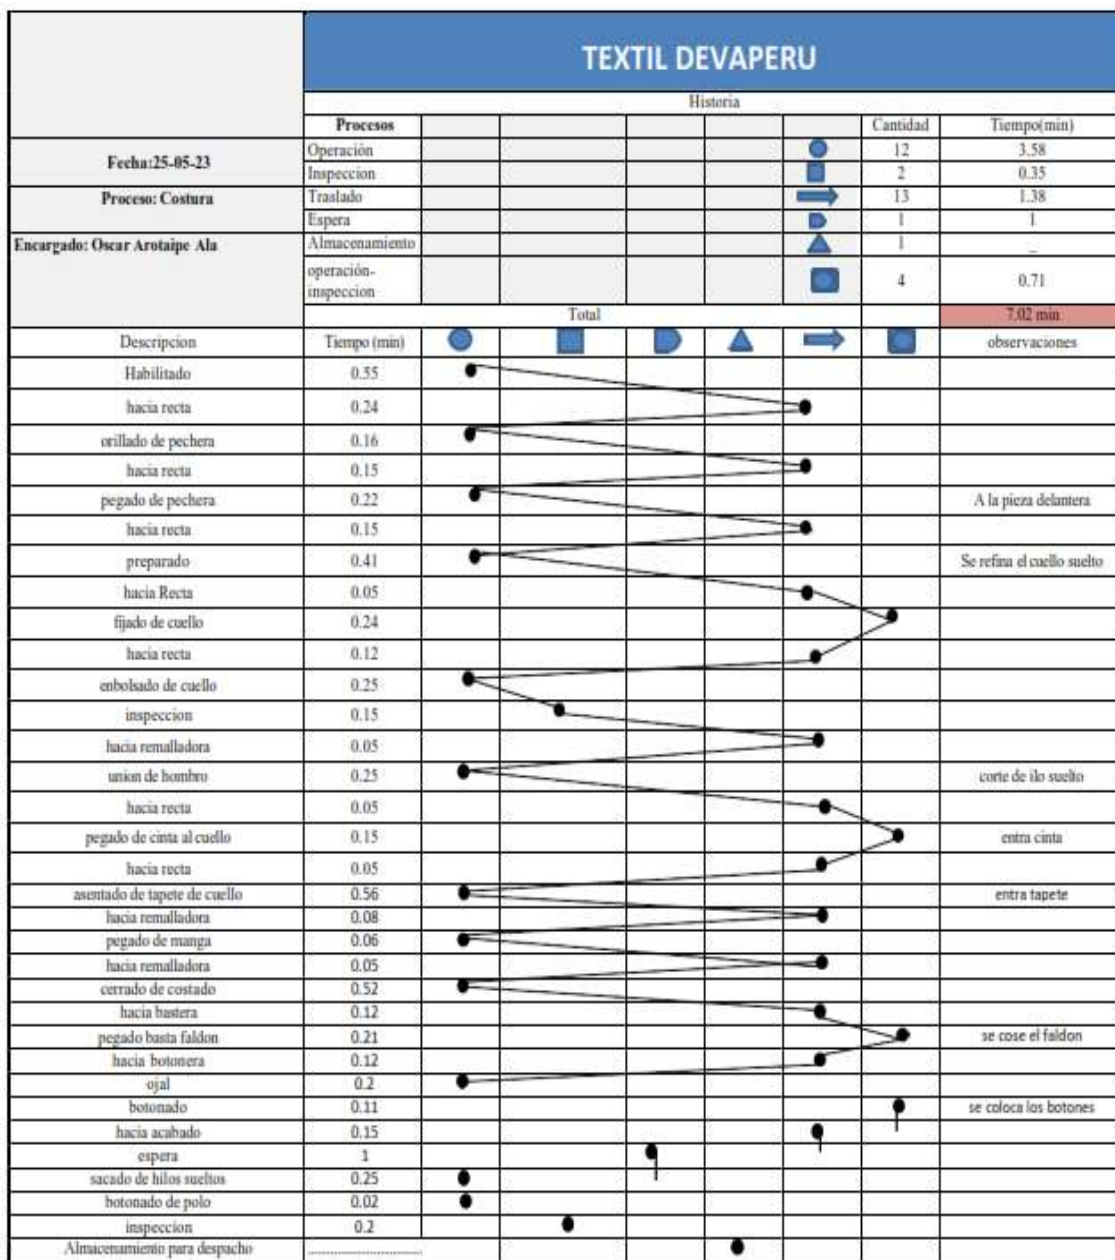 TEXTIL DEVAPERU
Historia
Procesos Cantidad Tiempo(min)
Fecha:25-05-23
Operación 12 3.58
Inspeccion 2 0.35
Proceso: Costura
Traslado 13 1.38
Espera 1 1
Encargado: Oscar Arotaipe Ala
Almacenamiento 1 _
operación-
inspeccion 4 0.71
Total 7.02 min
Descripcion Tiempo (min) observaciones
Habilitado 0.55
hacia recta 0.24
orillado de pechera 0.16
hacia recta 0.15
pegado de pechera 0.22 A la pieza delantera
hacia recta 0.15
preparado 0.41 Se refina el cuello suelto
hacia Recta 0.05
fijado de cuello 0.24
hacia recta 0.12
enbolsado de cuello 0.25
inspeccion 0.15
hacia remalladora 0.05
union de hombro 0.25 corte de ilo suelto
hacia recta 0.05
pegado de cinta al cuello 0.15 entra cinta
hacia recta 0.05
asentado de tapete de cuello 0.56 entra tapete
hacia remalladora 0.08
pegado de manga 0.06
hacia remalladora 0.05
cerrado de costado 0.52
hacia bastera 0.12
pegado basta faldon 0.21 se cose el faldon
hacia botonera 0.12
ojal 0.2
botonado 0.11 se coloca los botones
hacia acabado 0.15
espera 1
sacado de hilos sueltos 0.25
botonado de polo 0.02
inspeccion 0.2
Almacenamiento para despacho ............................